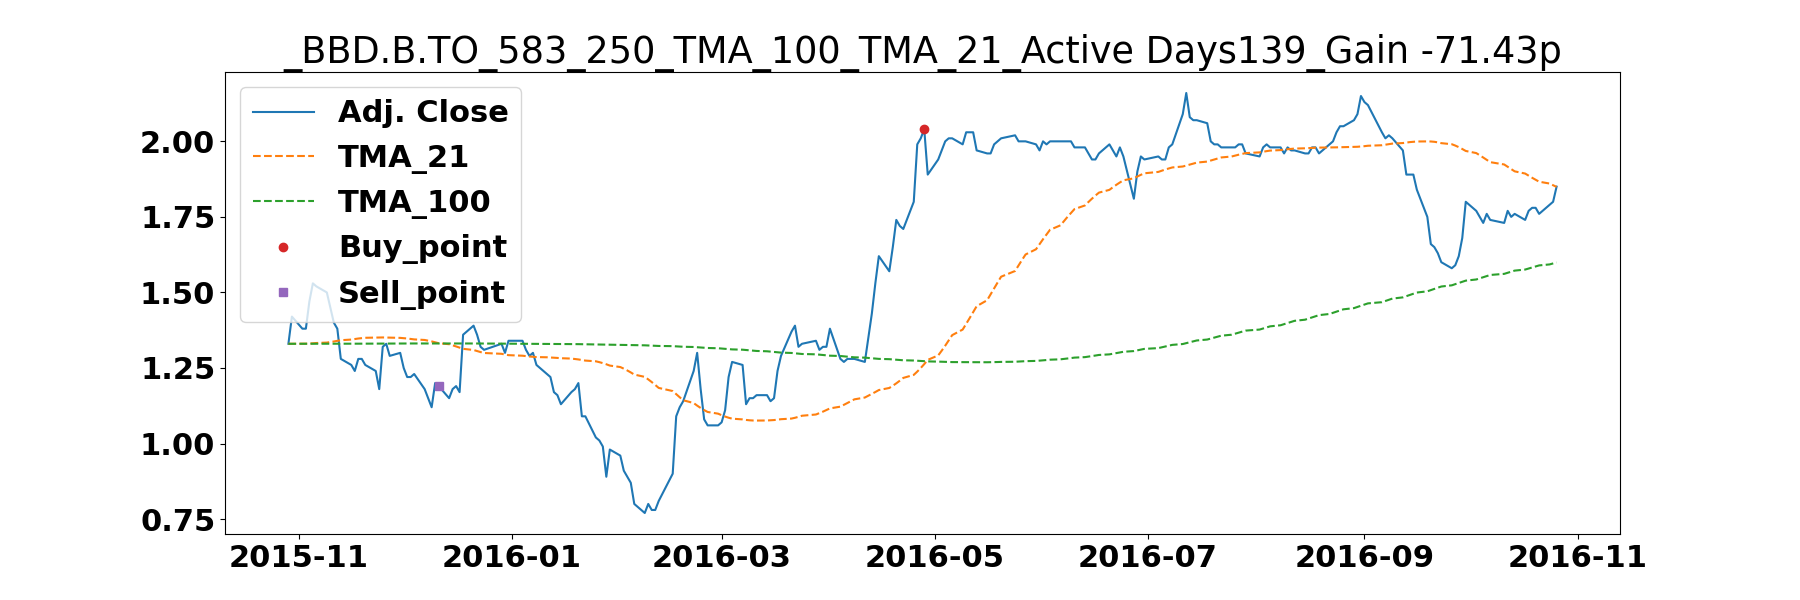 _BBD.B.TO_583_250_TMA_100_TMA_21_Active Days139_Gain -71.43p
Adj. Close
TMA_21
TMA_100
Buy_point
Sell_point
2.00
1.75
1.50
1.25
1.00
0.75
2015-11 2016-01 2016-03 2016-05 2016-07 2016-09 2016-11